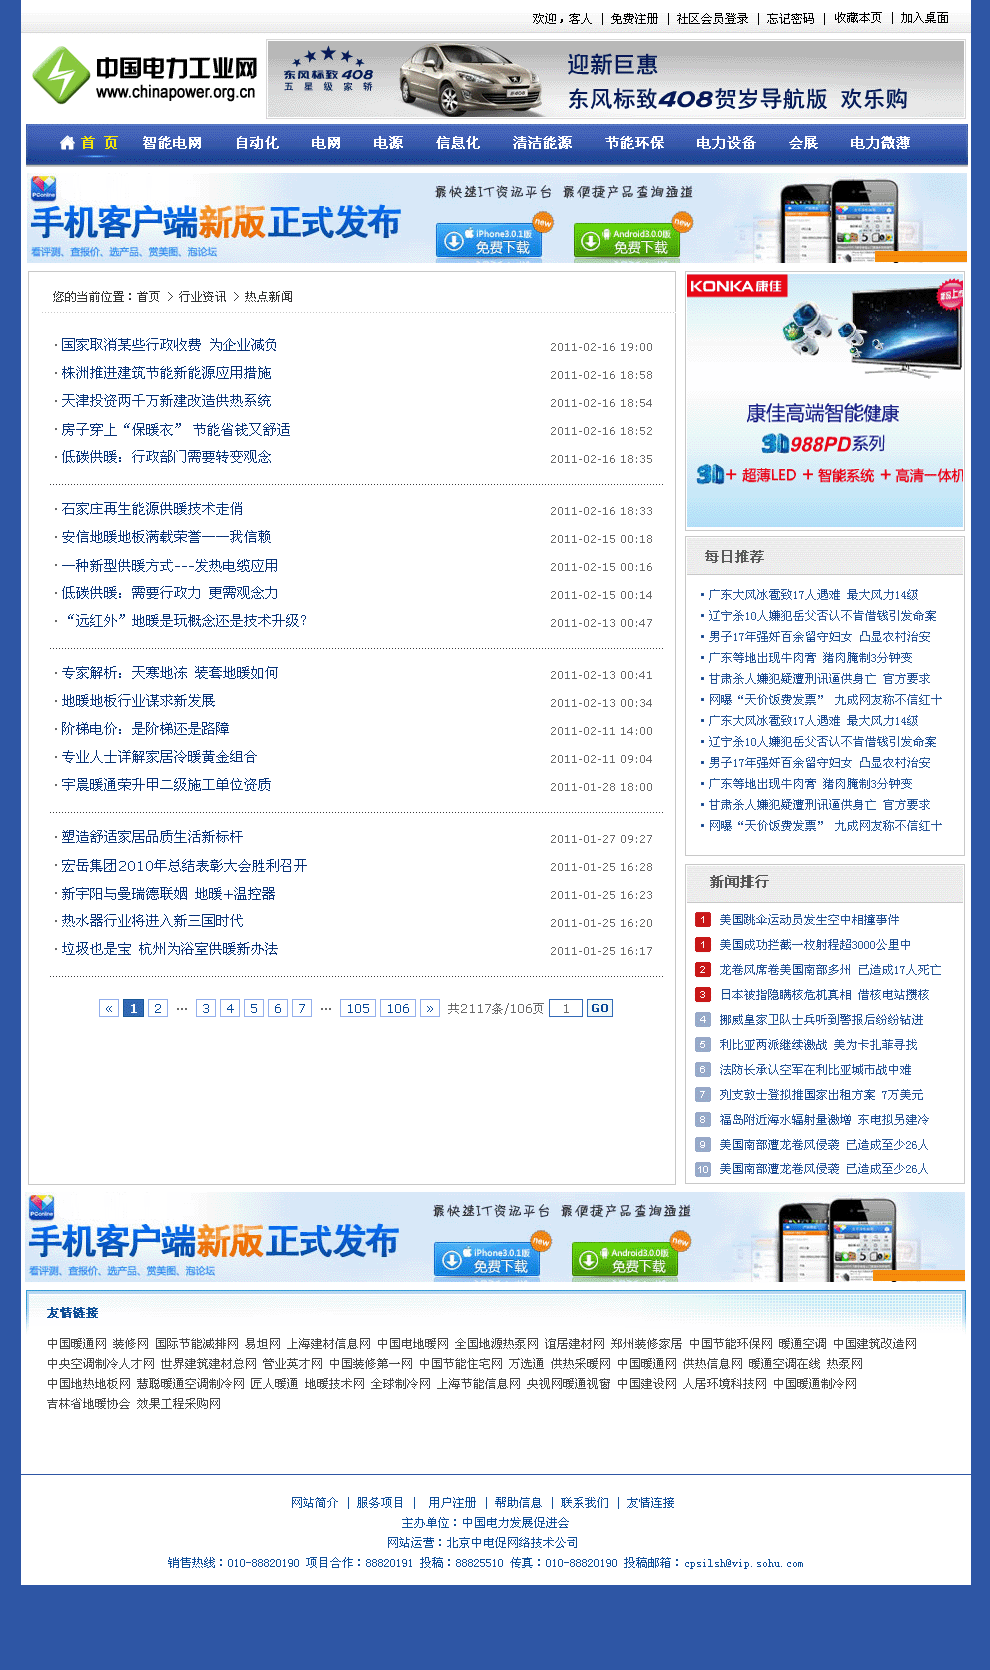 欢迎，客人 | 免费注册 | 社区会员登录 | 忘记密码 | 收藏本页 | 加入桌面
中国电力工业网
www.chinapower.org.cn
东风标致408
五星级家轿
迎新巨惠
东风标致408贺岁导航版 欢乐购
首 页 智能电网 自动化 电网 电源 信息化 清洁能源 节能环保 电力设备 会展 电力微薄
PConline
手机客户端新版正式发布
看评测、查报价、选产品、赏美图、泡论坛
最快速IT资讯平台 最便捷产品查询通道
iPhone3.0.1版 免费下载 new
Android3.0.0版 免费下载 new
您的当前位置：首页 > 行业资讯 > 热点新闻
· 国家取消某些行政收费 为企业减负 2011-02-16 19:00
· 株洲推进建筑节能新能源应用措施 2011-02-16 18:58
· 天津投资两千万新建改造供热系统 2011-02-16 18:54
· 房子穿上“保暖衣” 节能省钱又舒适 2011-02-16 18:52
· 低碳供暖：行政部门需要转变观念 2011-02-16 18:35
· 石家庄再生能源供暖技术走俏 2011-02-16 18:33
· 安信地暖地板满载荣誉——我信赖 2011-02-15 00:18
· 一种新型供暖方式---发热电缆应用 2011-02-15 00:16
· 低碳供暖：需要行政力 更需观念力 2011-02-15 00:14
· “远红外”地暖是玩概念还是技术升级？ 2011-02-13 00:47
· 专家解析：天寒地冻 装套地暖如何 2011-02-13 00:41
· 地暖地板行业谋求新发展 2011-02-13 00:34
· 阶梯电价：是阶梯还是路障 2011-02-11 14:00
· 专业人士详解家居冷暖黄金组合 2011-02-11 09:04
· 宇晨暖通荣升甲二级施工单位资质 2011-01-28 18:00
· 塑造舒适家居品质生活新标杆 2011-01-27 09:27
· 宏岳集团2010年总结表彰大会胜利召开 2011-01-25 16:28
· 新宇阳与曼瑞德联姻 地暖+温控器 2011-01-25 16:23
· 热水器行业将进入新三国时代 2011-01-25 16:20
· 垃圾也是宝 杭州为浴室供暖新办法 2011-01-25 16:17
« 1 2 ··· 3 4 5 6 7 ··· 105 106 » 共2117条/106页 1 GO
KONKA 康佳
康佳高端智能健康
3D988PD系列
3D+ 超薄LED + 智能系统 + 高清一体机
每日推荐
· 广东大风冰雹致17人遇难 最大风力14级
· 辽宁杀10人嫌犯岳父否认不肯借钱引发命案
· 男子17年强奸百余留守妇女 凸显农村治安
· 广东等地出现牛肉膏 猪肉腌制3分钟变
· 甘肃杀人嫌犯疑遭刑讯逼供身亡 官方要求
· 网曝“天价饭费发票” 九成网友称不信红十
· 广东大风冰雹致17人遇难 最大风力14级
· 辽宁杀10人嫌犯岳父否认不肯借钱引发命案
· 男子17年强奸百余留守妇女 凸显农村治安
· 广东等地出现牛肉膏 猪肉腌制3分钟变
· 甘肃杀人嫌犯疑遭刑讯逼供身亡 官方要求
· 网曝“天价饭费发票” 九成网友称不信红十
新闻排行
1 美国跳伞运动员发生空中相撞事件
1 美国成功拦截一枚射程超3000公里中
2 龙卷风席卷美国南部多州 已造成17人死亡
3 日本被指隐瞒核危机真相 借核电站攒核
4 挪威皇家卫队士兵听到警报后纷纷钻进
5 利比亚两派继续激战 美为卡扎菲寻找
6 法防长承认空军在利比亚城市战中难
7 列支敦士登拟推国家出租方案 7万美元
8 福岛附近海水辐射量激增 东电拟另建冷
9 美国南部遭龙卷风侵袭 已造成至少26人
10 美国南部遭龙卷风侵袭 已造成至少26人
PConline
手机客户端新版正式发布
看评测、查报价、选产品、赏美图、泡论坛
最快速IT资讯平台 最便捷产品查询通道
iPhone3.0.1版 免费下载 new
Android3.0.0版 免费下载 new
友情链接
中国暖通网 装修网 国际节能减排网 易坦网 上海建材信息网 中国电地暖网 全国地源热泵网 谊居建材网 郑州装修家居 中国节能环保网 暖通空调 中国建筑改造网
中央空调制冷人才网 世界建筑建材总网 管业英才网 中国装修第一网 中国节能住宅网 万选通 供热采暖网 中国暖通网 供热信息网 暖通空调在线 热泵网
中国地热地板网 慧聪暖通空调制冷网 匠人暖通 地暖技术网 全球制冷网 上海节能信息网 央视网暖通视窗 中国建设网 人居环境科技网 中国暖通制冷网
吉林省地暖协会 效果工程采购网
网站简介 | 服务项目 | 用户注册 | 帮助信息 | 联系我们 | 友情连接
主办单位：中国电力发展促进会
网站运营：北京中电促网络技术公司
销售热线：010-88820190 项目合作：88820191 投稿：88825510 传真：010-88820190 投稿邮箱：cpsilsh@vip.sohu.com